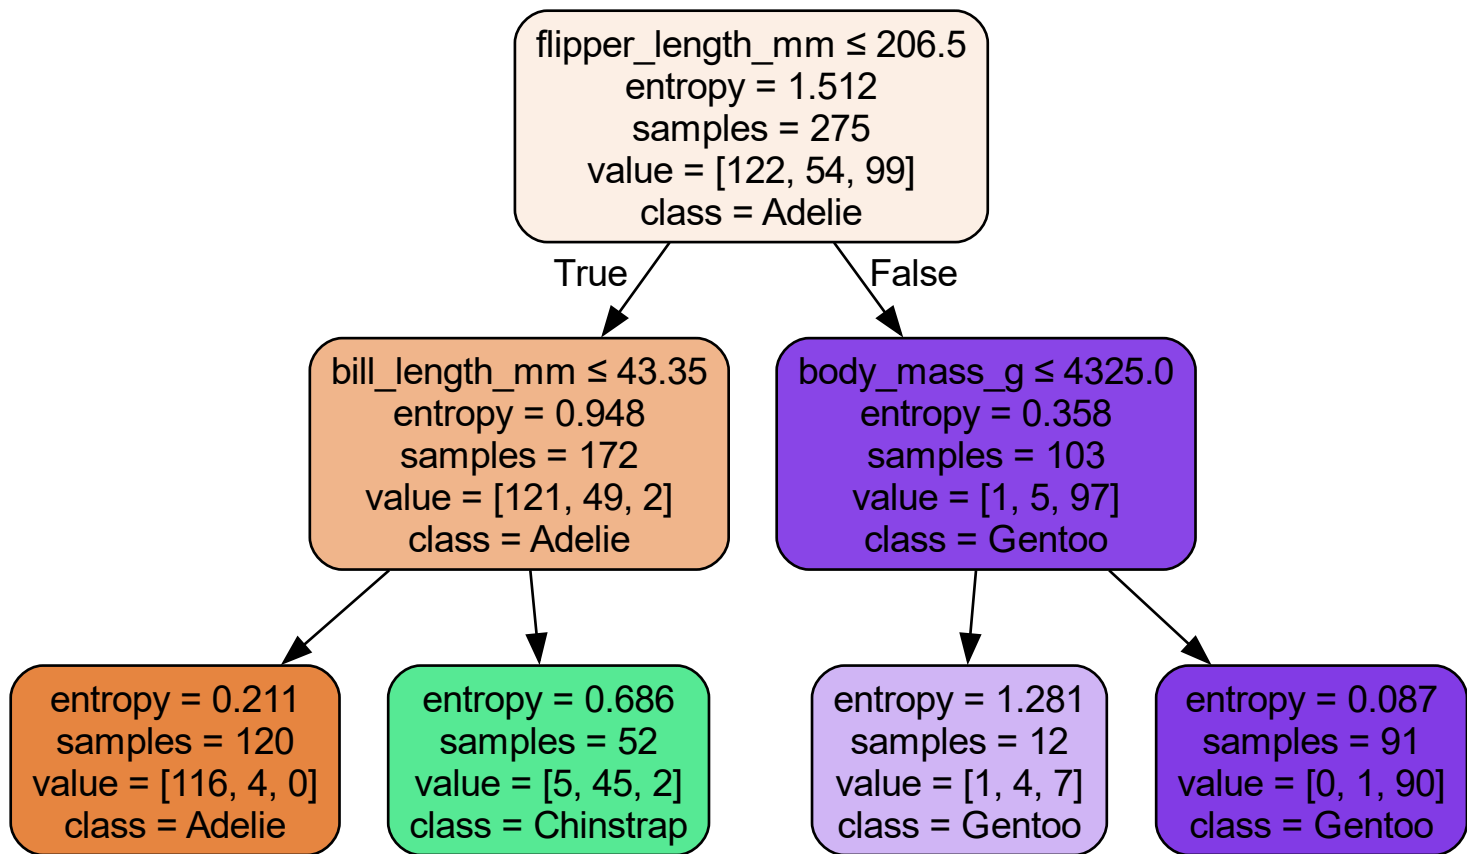 flipper_length_mm ≤ 206.5
entropy = 1.512
samples = 275
value = [122, 54, 99]
class = Adelie
True
False
bill_length_mm ≤ 43.35
entropy = 0.948
samples = 172
value = [121, 49, 2]
class = Adelie
body_mass_g ≤ 4325.0
entropy = 0.358
samples = 103
value = [1, 5, 97]
class = Gentoo
entropy = 0.211
samples = 120
value = [116, 4, 0]
class = Adelie
entropy = 0.686
samples = 52
value = [5, 45, 2]
class = Chinstrap
entropy = 1.281
samples = 12
value = [1, 4, 7]
class = Gentoo
entropy = 0.087
samples = 91
value = [0, 1, 90]
class = Gentoo